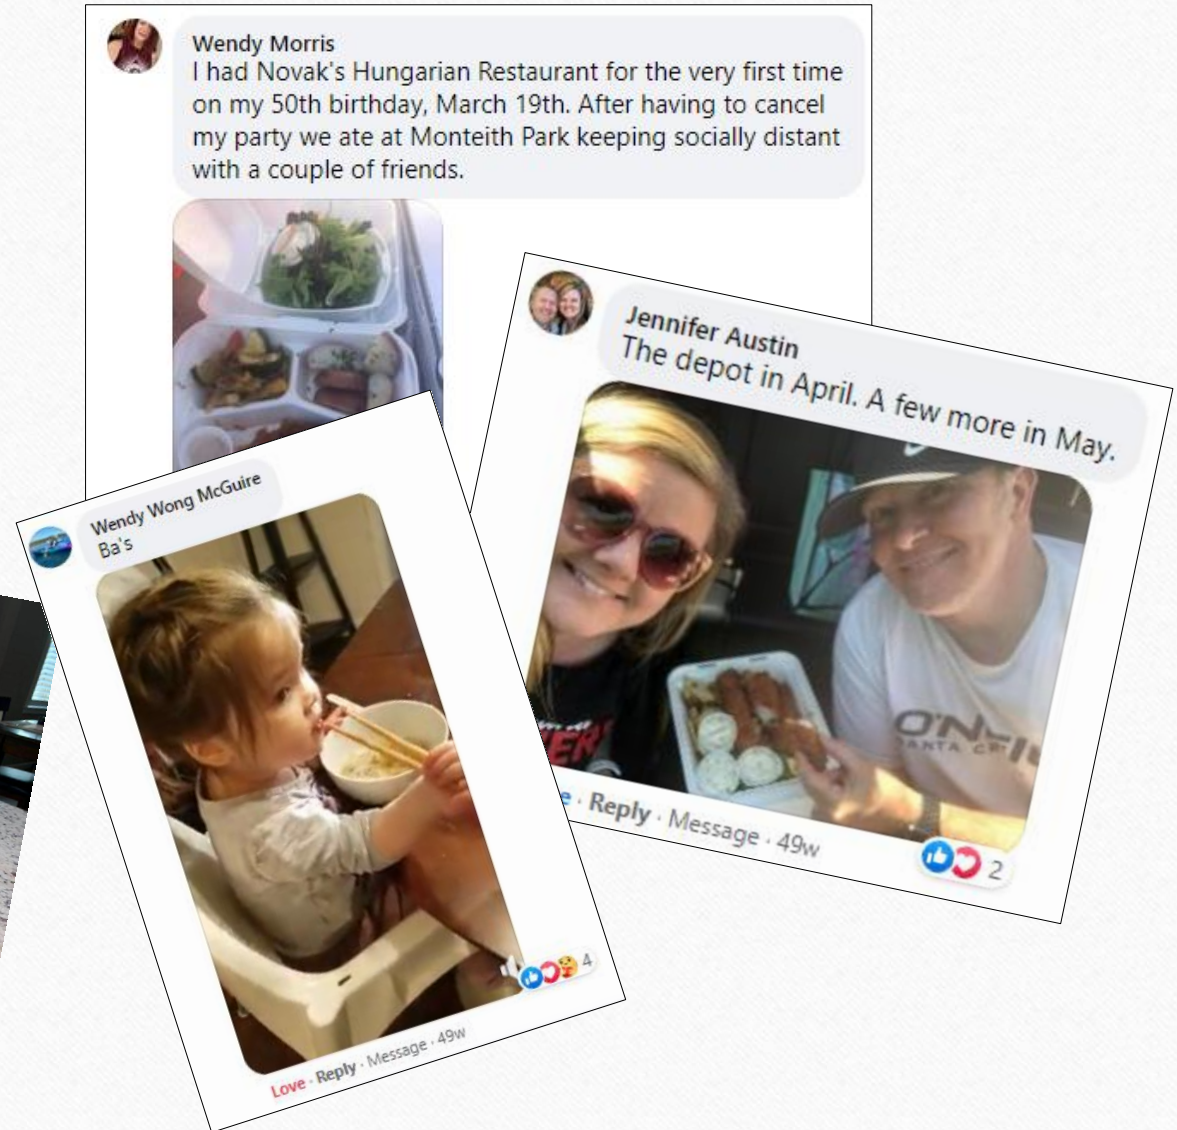 Wendy Morris
I had Novak's Hungarian Restaurant for the very first time
on my 50th birthday, March 19th. After having to cancel
my party we ate at Monteith Park keeping socially distant
with a couple of friends.
Jennifer Austin
The depot in April. A few more in May.
O'N
ANTA CR
Reply · Message · 49w
2
Wendy Wong McGuire
Ba's
4
Love · Reply · Message · 49w